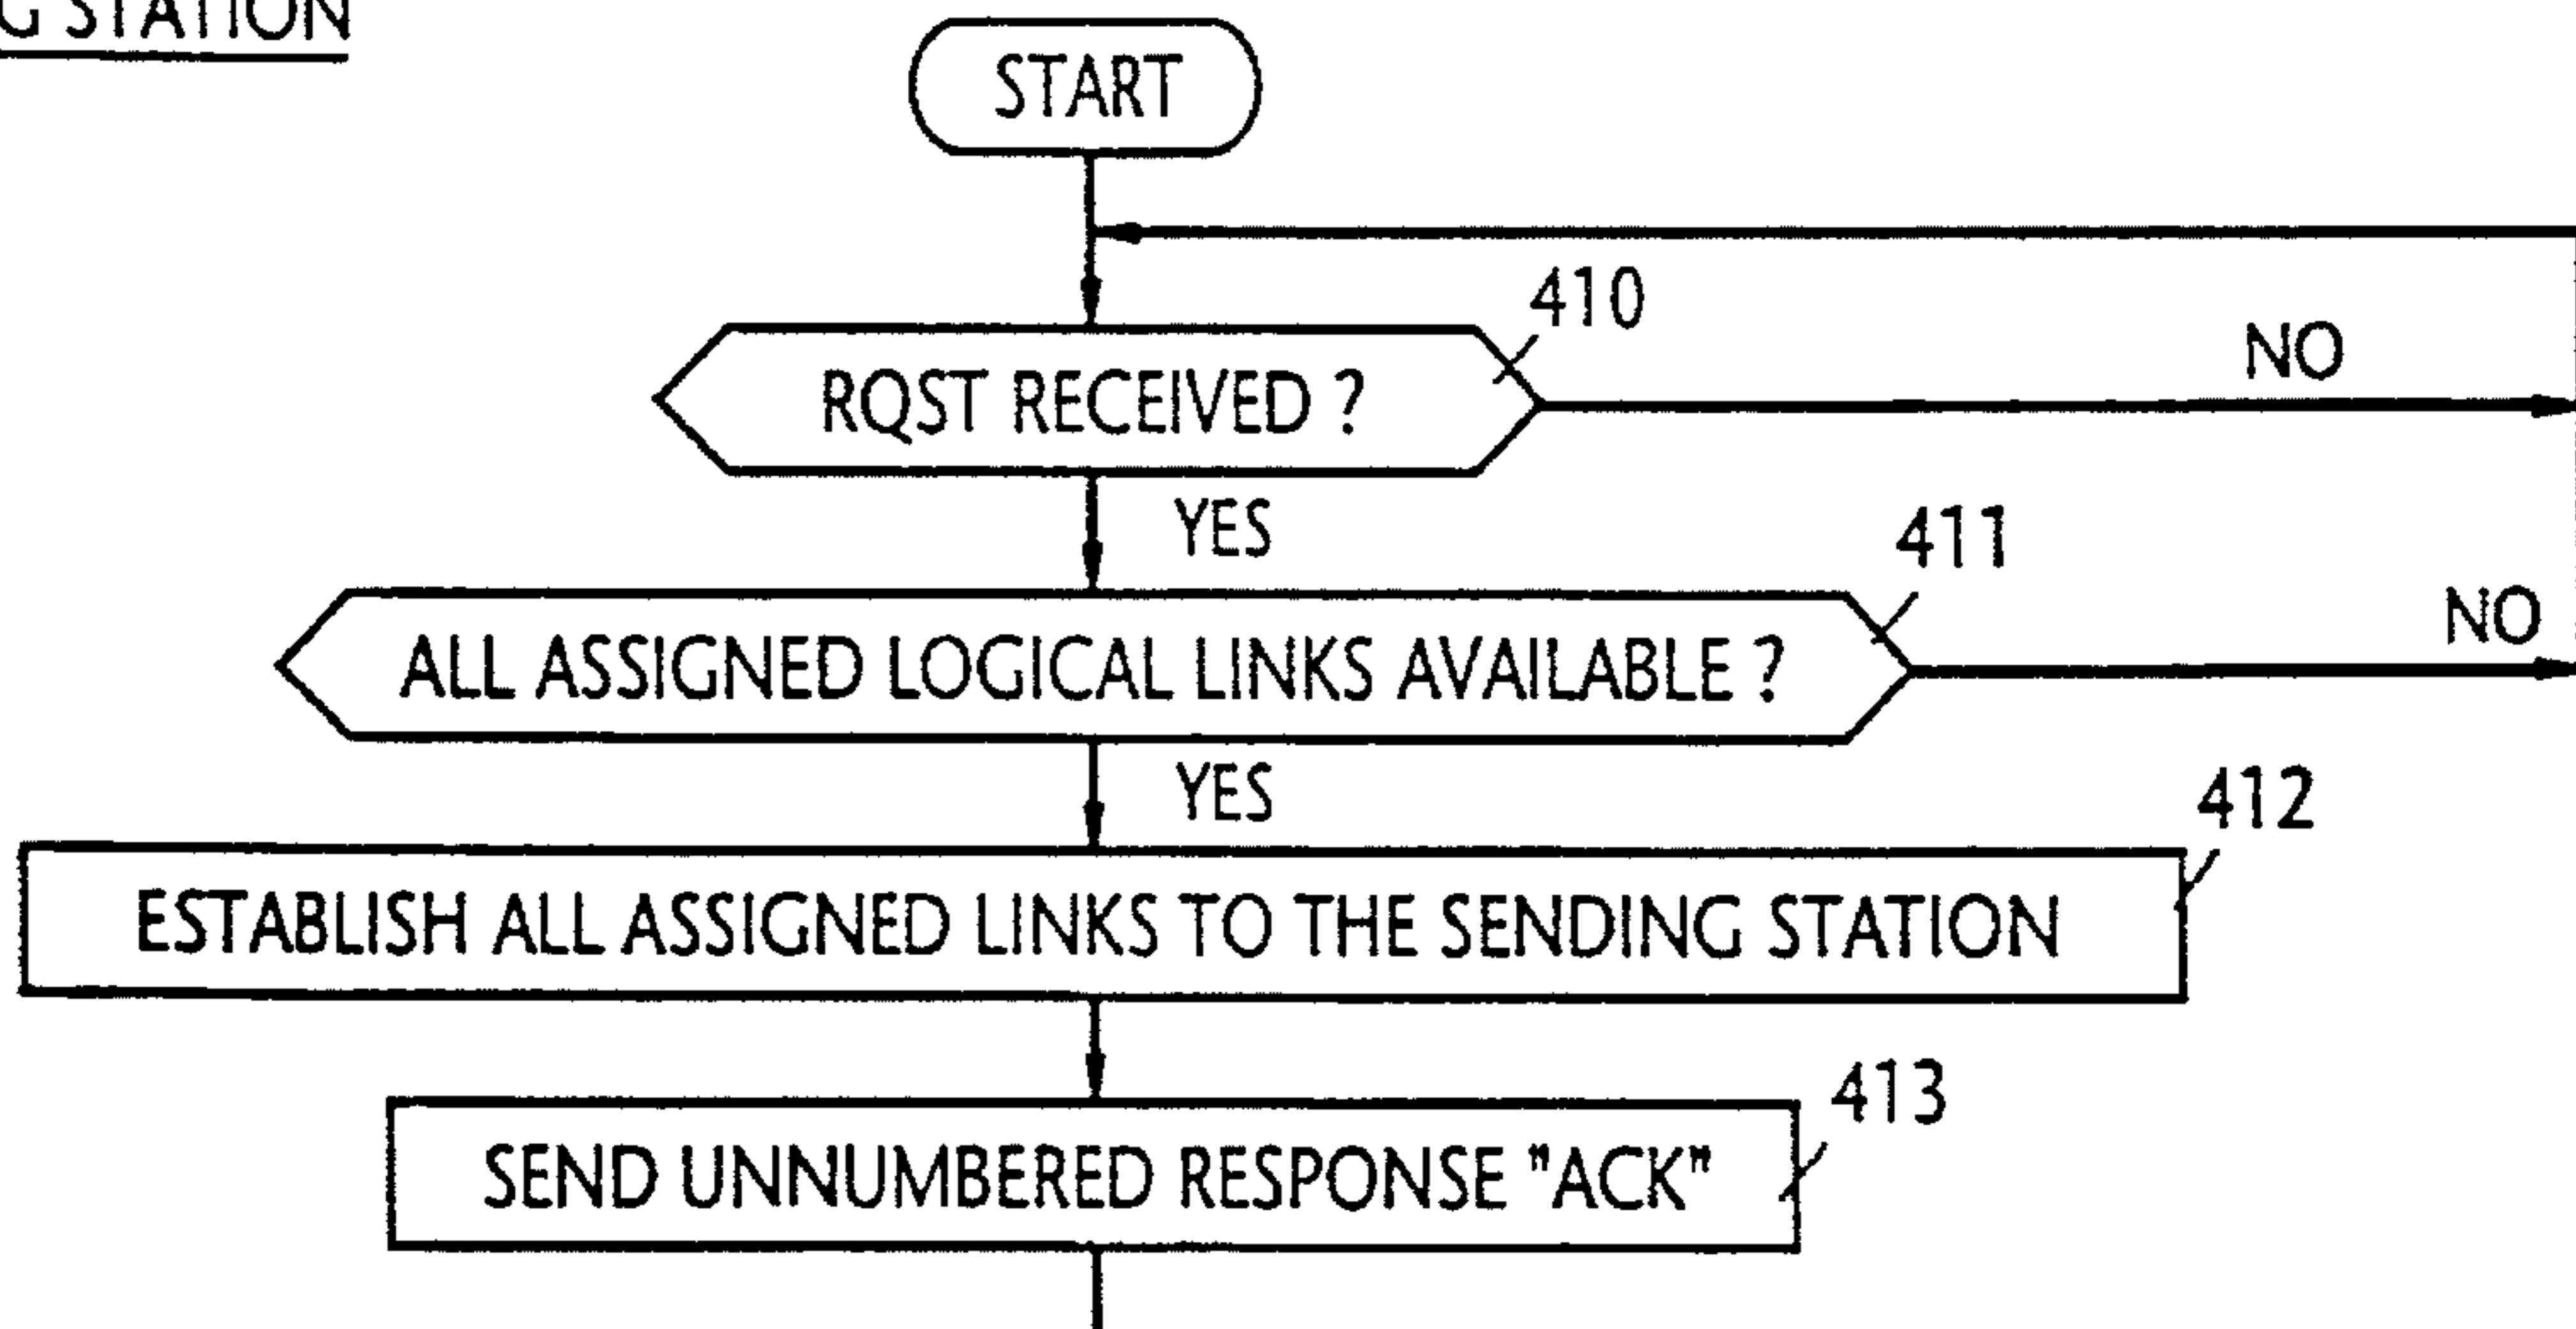 G STATION
START
410
RQST RECEIVED ?
NO
YES
411
ALL ASSIGNED LOGICAL LINKS AVAILABLE ?
NO
YES
412
ESTABLISH ALL ASSIGNED LINKS TO THE SENDING STATION
413
SEND UNNUMBERED RESPONSE "ACK"